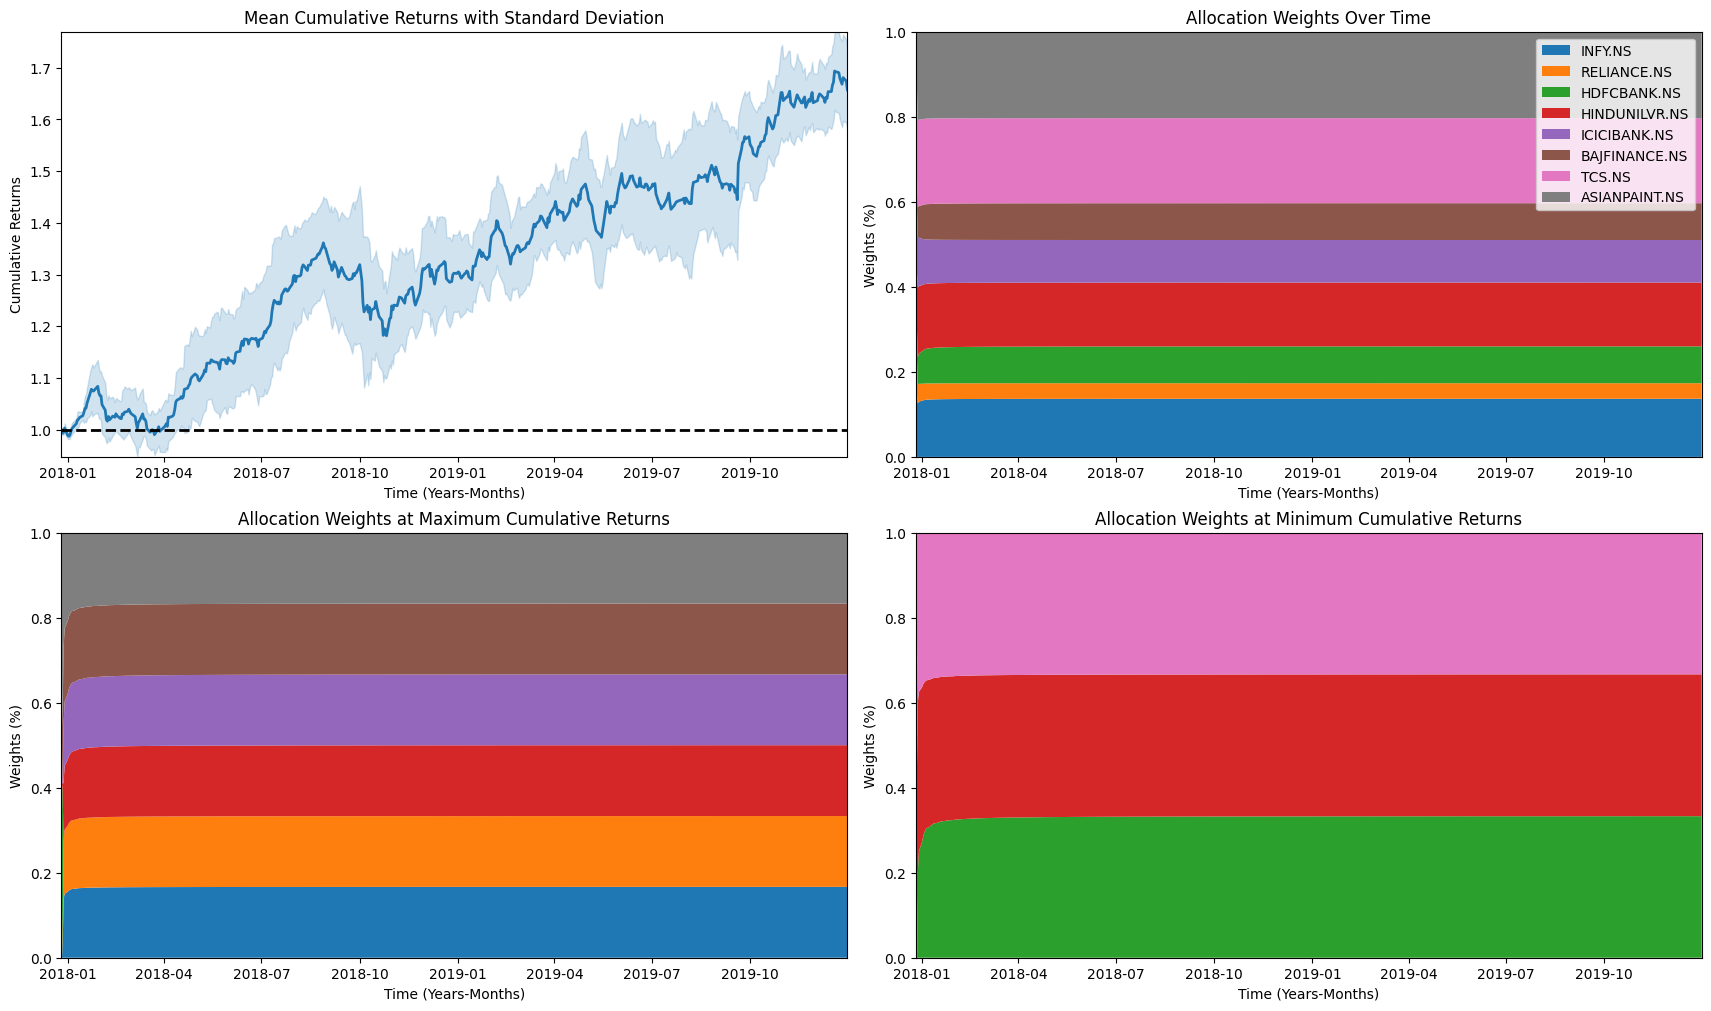 Mean Cumulative Returns with Standard Deviation
Cumulative Returns
1.7
1.6
1.5
1.4
1.3
1.2
1.1
1.0
2018-01 2018-04 2018-07 2018-10 2019-01 2019-04 2019-07 2019-10
Time (Years-Months)
Allocation Weights Over Time
Weights (%)
1.0
0.8
0.6
0.4
0.2
0.0
INFY.NS
RELIANCE.NS
HDFCBANK.NS
HINDUNILVR.NS
ICICIBANK.NS
BAJFINANCE.NS
TCS.NS
ASIANPAINT.NS
2018-01 2018-04 2018-07 2018-10 2019-01 2019-04 2019-07 2019-10
Time (Years-Months)
Allocation Weights at Maximum Cumulative Returns
Weights (%)
1.0
0.8
0.6
0.4
0.2
0.0
2018-01 2018-04 2018-07 2018-10 2019-01 2019-04 2019-07 2019-10
Time (Years-Months)
Allocation Weights at Minimum Cumulative Returns
Weights (%)
1.0
0.8
0.6
0.4
0.2
0.0
2018-01 2018-04 2018-07 2018-10 2019-01 2019-04 2019-07 2019-10
Time (Years-Months)